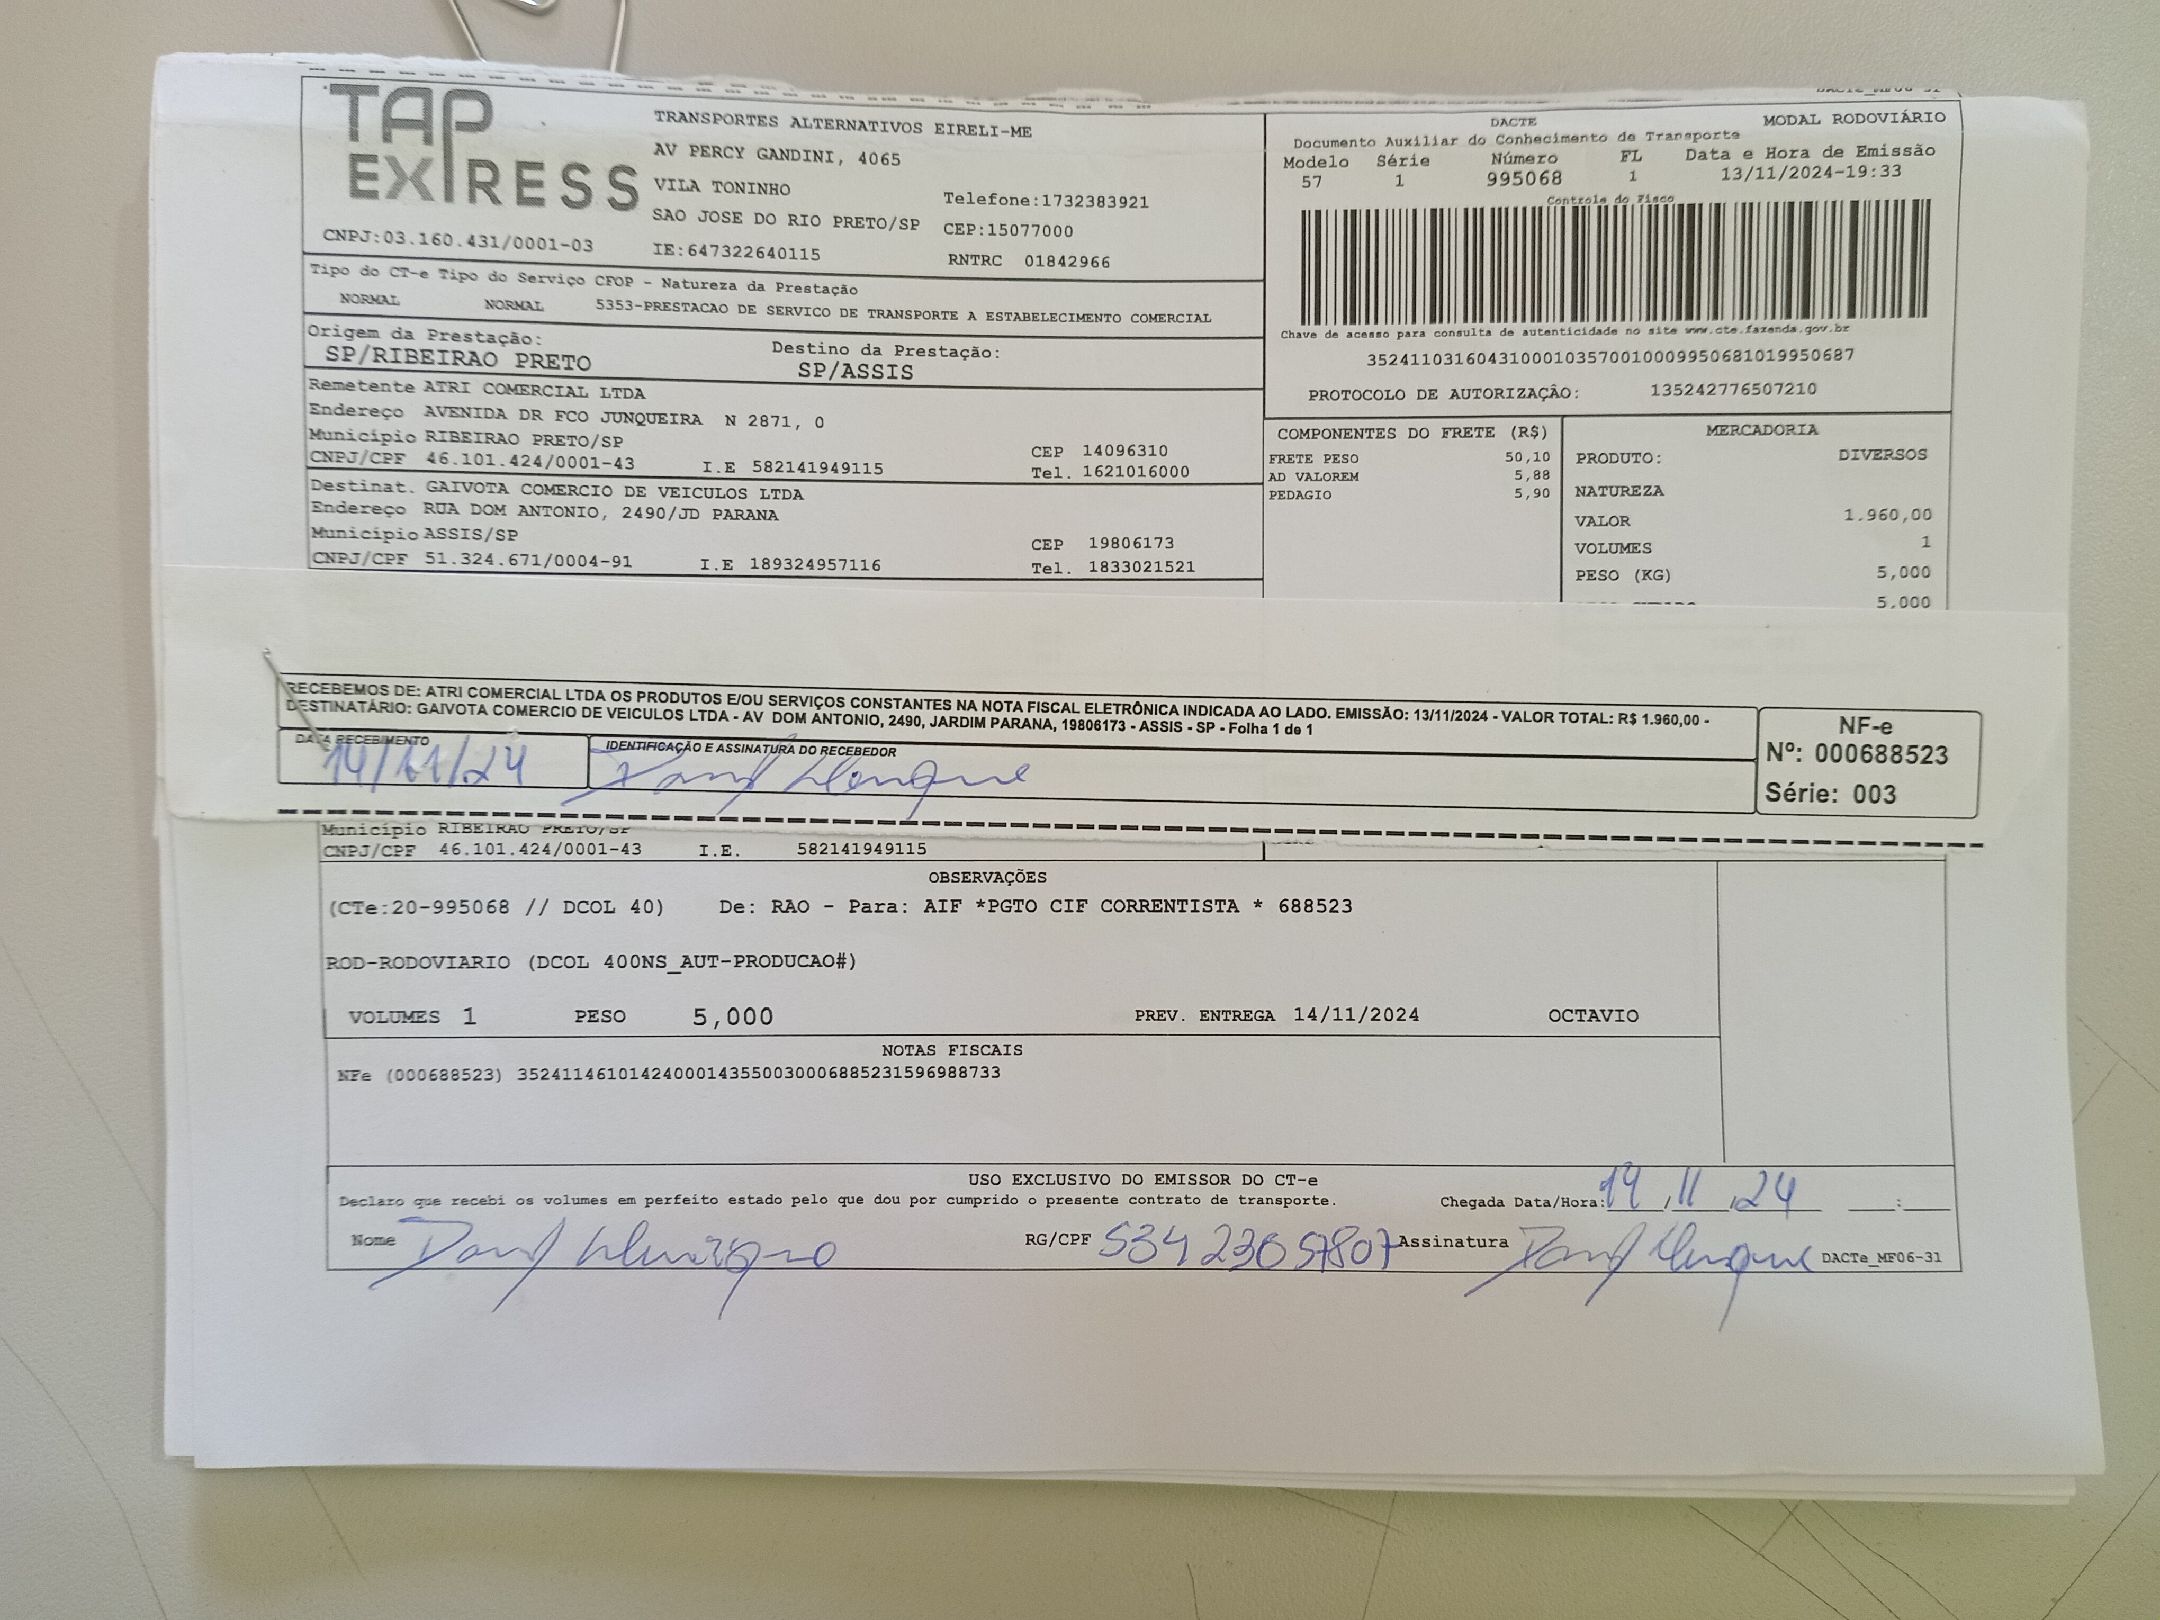 TAP EXPRESS
TRANSPORTES ALTERNATIVOS EIRELI-ME
AV PERCY GANDINI, 4065
VILA TONINHO
Telefone:1732383921
SAO JOSE DO RIO PRETO/SP
CEP:15077000
CNPJ:03.160.431/0001-03
IE:647322640115
RNTRC 01842966
DACTE
MODAL RODOVIÁRIO
Documento Auxiliar do Conhecimento de Transporte
Modelo Série Número FL Data e Hora de Emissão
57 1 995068 1 13/11/2024-19:33
Controle do Fisco
Chave de acesso para consulta de autenticidade no site www.cte.fazenda.gov.br
35241103160431000103570010009950681019950687
PROTOCOLO DE AUTORIZAÇÃO: 135242776507210
Tipo do CT-e Tipo do Serviço CFOP - Natureza da Prestação
NORMAL NORMAL 5353-PRESTACAO DE SERVICO DE TRANSPORTE A ESTABELECIMENTO COMERCIAL
Origem da Prestação: Destino da Prestação:
SP/RIBEIRAO PRETO SP/ASSIS
Remetente ATRI COMERCIAL LTDA
Endereço AVENIDA DR FCO JUNQUEIRA N 2871, 0
Município RIBEIRAO PRETO/SP CEP 14096310
CNPJ/CPF 46.101.424/0001-43 I.E 582141949115 Tel. 1621016000
Destinat. GAIVOTA COMERCIO DE VEICULOS LTDA
Endereço RUA DOM ANTONIO, 2490/JD PARANA
Município ASSIS/SP CEP 19806173
CNPJ/CPF 51.324.671/0004-91 I.E 189324957116 Tel. 1833021521
COMPONENTES DO FRETE (R$)
FRETE PESO 50,10
AD VALOREM 5,88
PEDAGIO 5,90
MERCADORIA
PRODUTO: DIVERSOS
NATUREZA
VALOR 1.960,00
VOLUMES 1
PESO (KG) 5,000
5,000
RECEBEMOS DE: ATRI COMERCIAL LTDA OS PRODUTOS E/OU SERVIÇOS CONSTANTES NA NOTA FISCAL ELETRÔNICA INDICADA AO LADO. EMISSÃO: 13/11/2024 - VALOR TOTAL: R$ 1.960,00 -
DESTINATÁRIO: GAIVOTA COMERCIO DE VEICULOS LTDA - AV DOM ANTONIO, 2490, JARDIM PARANA, 19806173 - ASSIS - SP - Folha 1 de 1
DATA RECEBIMENTO
14/11/24
IDENTIFICAÇÃO E ASSINATURA DO RECEBEDOR
NF-e
Nº: 000688523
Série: 003
Município RIBEIRAO PRETO/SP
CNPJ/CPF 46.101.424/0001-43 I.E. 582141949115
OBSERVAÇÕES
(CTe:20-995068 // DCOL 40) De: RAO - Para: AIF *PGTO CIF CORRENTISTA * 688523
ROD-RODOVIARIO (DCOL 400NS_AUT-PRODUCAO#)
VOLUMES 1 PESO 5,000 PREV. ENTREGA 14/11/2024 OCTAVIO
NOTAS FISCAIS
NFe (000688523) 35241146101424000143550030006885231596988733
USO EXCLUSIVO DO EMISSOR DO CT-e
Declaro que recebi os volumes em perfeito estado pelo que dou por cumprido o presente contrato de transporte.
Chegada Data/Hora: 14/11/24 :
Nome RG/CPF 53423057807 Assinatura DACTe_MF06-31